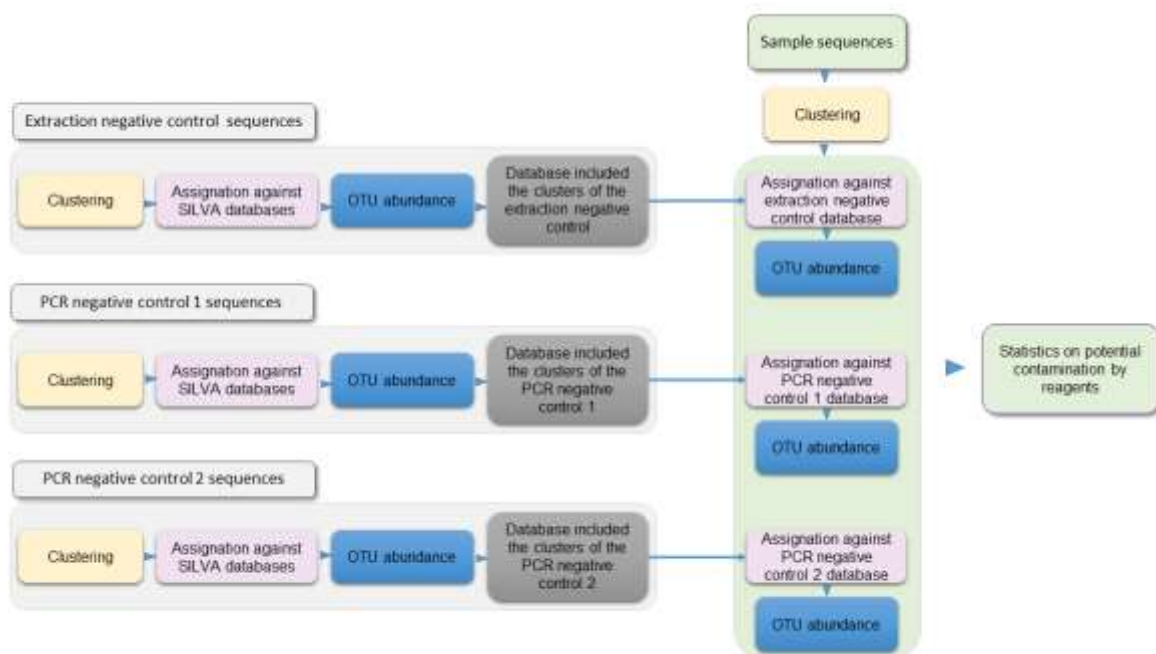 Sample sequences
Clustering
Extraction negative control sequences
Clustering
Assignation against
SILVA databases
OTU abundance
Database included
the clusters of the
extraction negative
control
Assignation against
extraction negative
control database
OTU abundance
PCR negative control 1 sequences
Clustering
Assignation against
SILVA databases
OTU abundance
Database included
the clusters of the
PCR negative
control 1
Assignation against
PCR negative
control 1 database
OTU abundance
Statistics on potential
contamination by
reagents
PCR negative control 2 sequences
Clustering
Assignation against
SILVA databases
OTU abundance
Database included
the clusters of the
PCR negative
control 2
Assignation against
PCR negative
control 2 database
OTU abundance